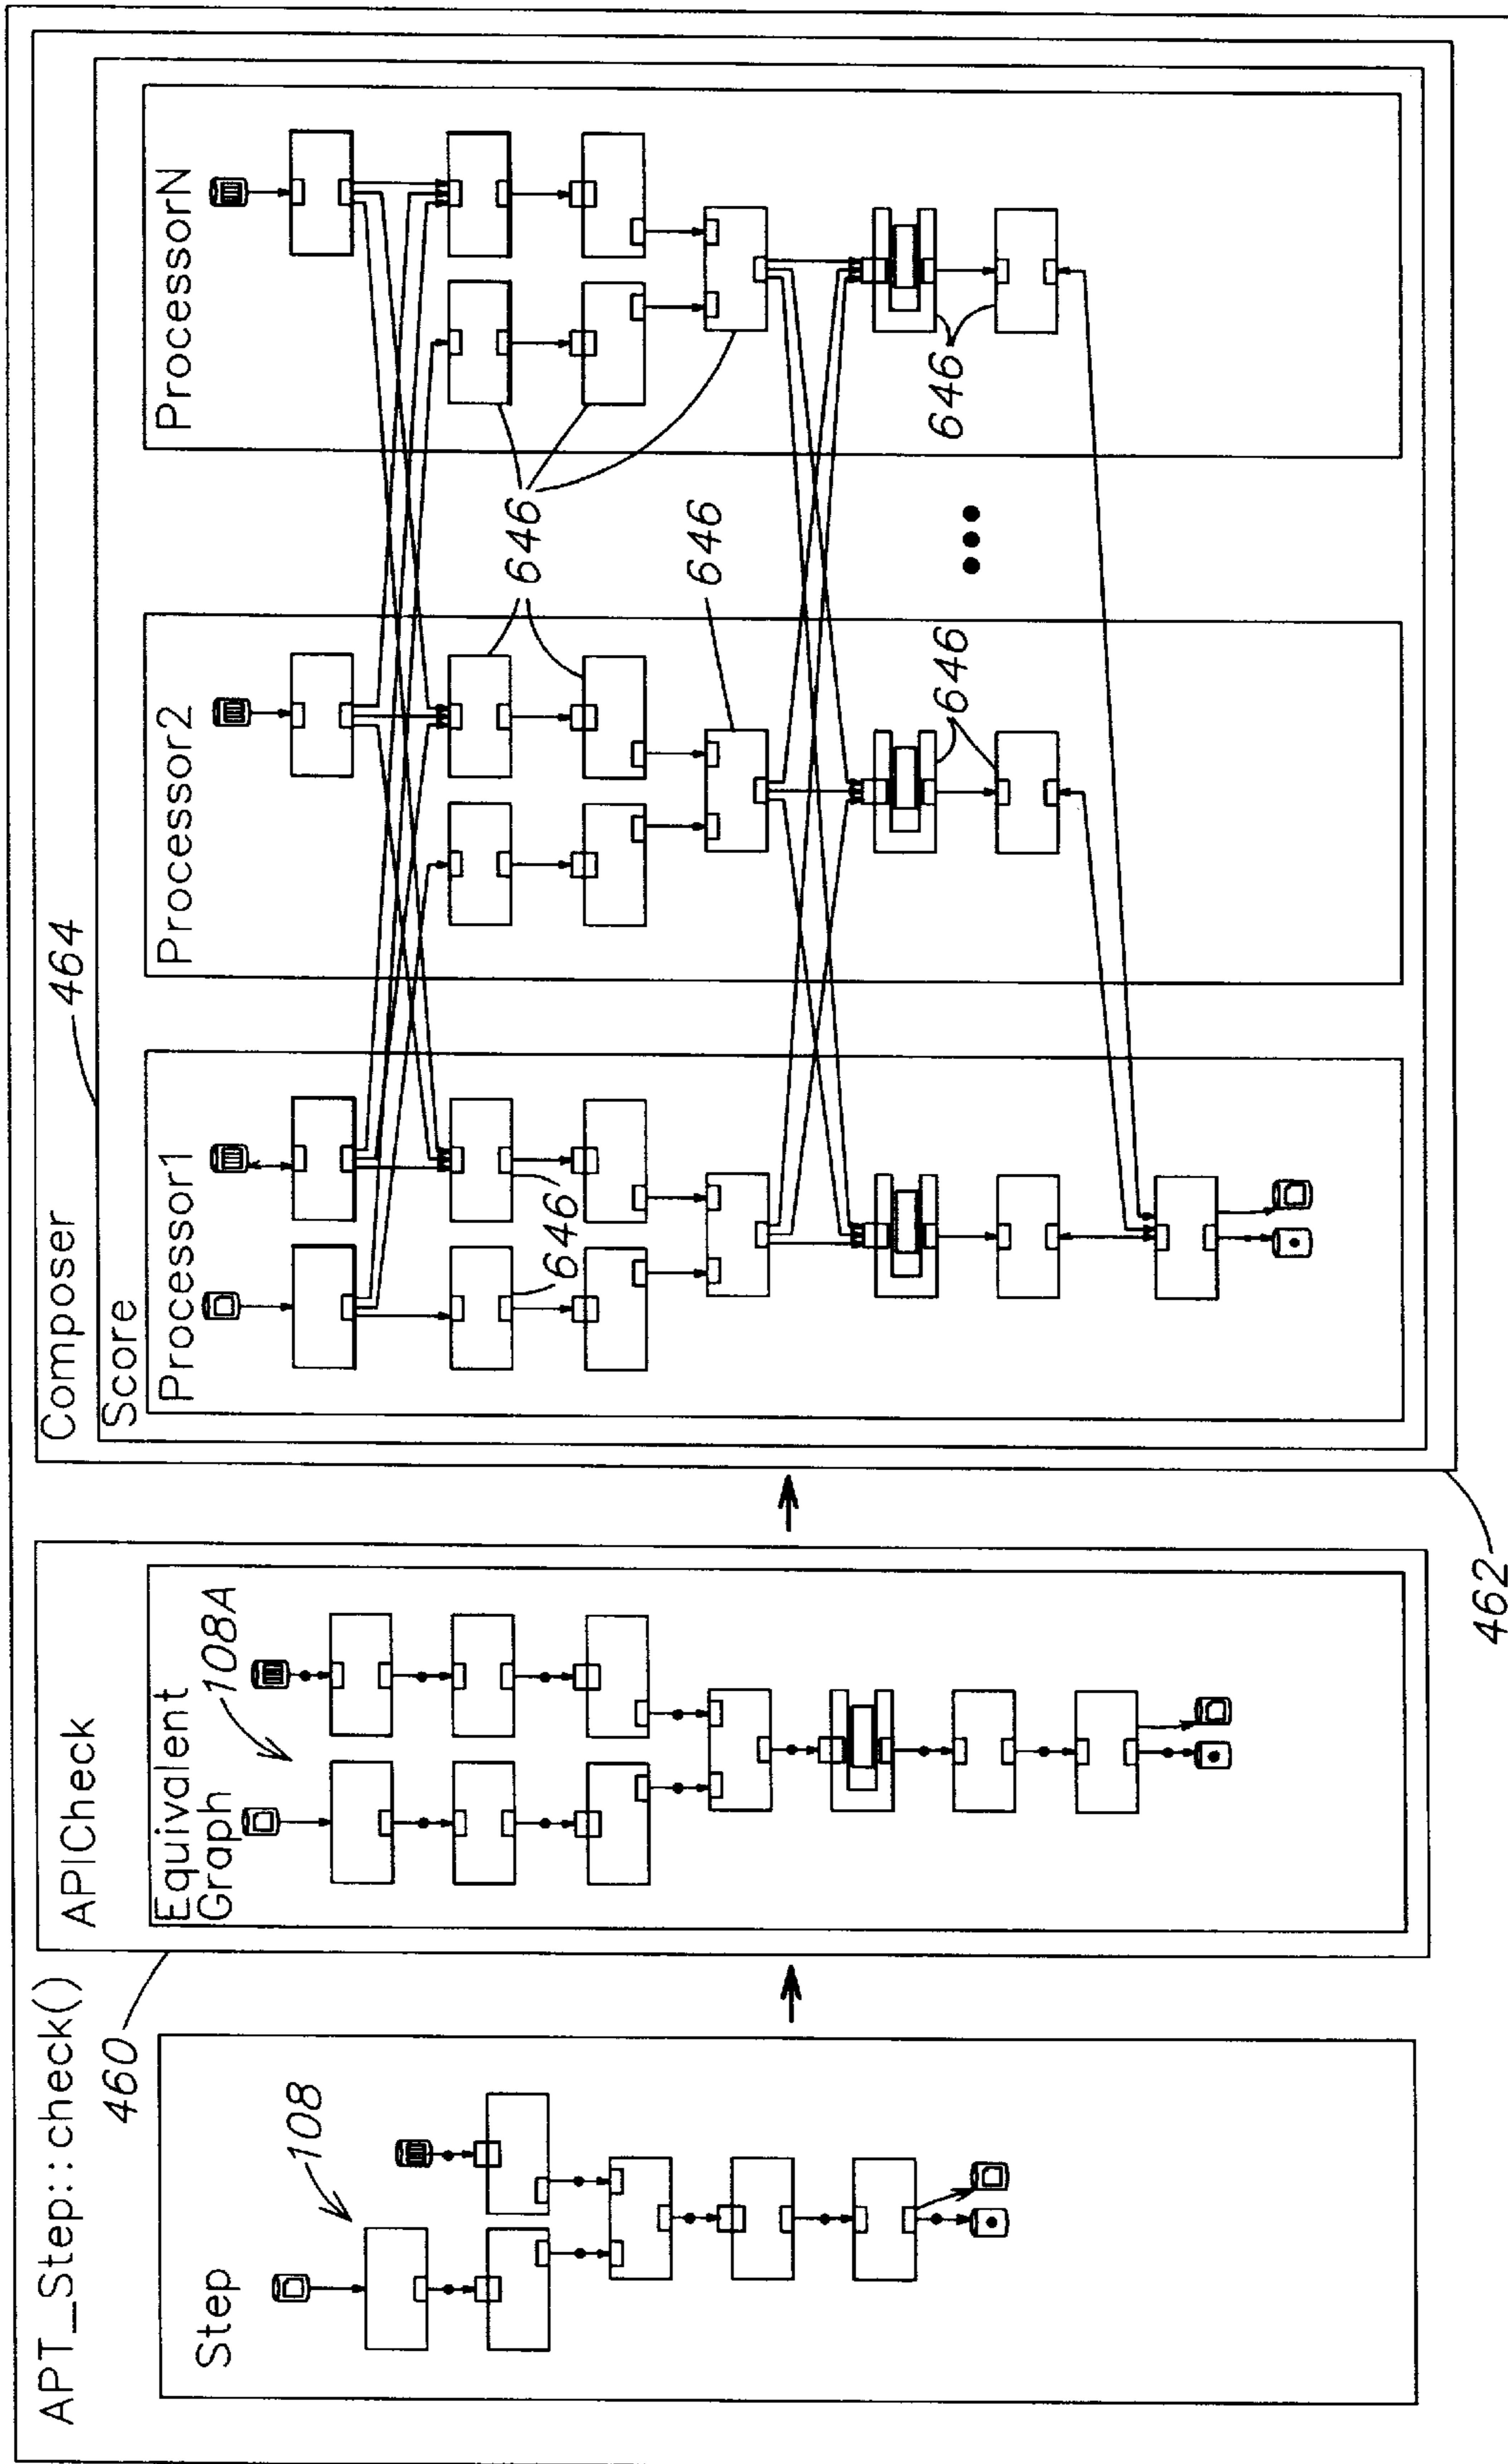 APT_Step::check()
Step
108
460
APICheck
Equivalent
Graph
108A
462
Composer
464
Score
Processor1
646
646
Processor2
646
646
646
ProcessorN
646